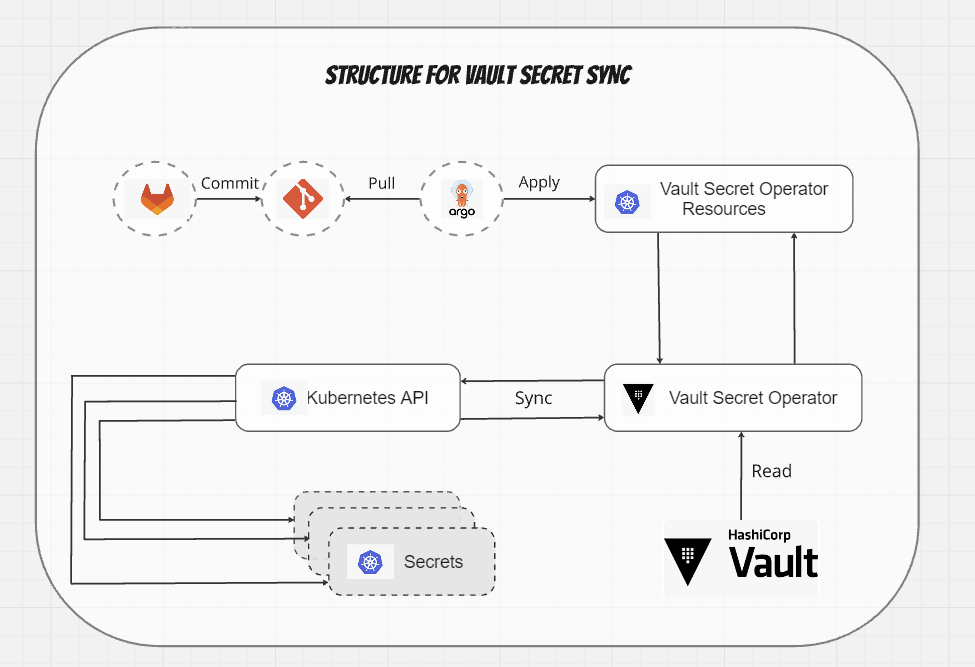 STRUCTURE FOR VAULT SECRET SYNC
Commit
Pull
argo
Apply
Vault Secret Operator
Resources
Kubernetes API
Sync
Vault Secret Operator
Read
Secrets
HashiCorp
Vault